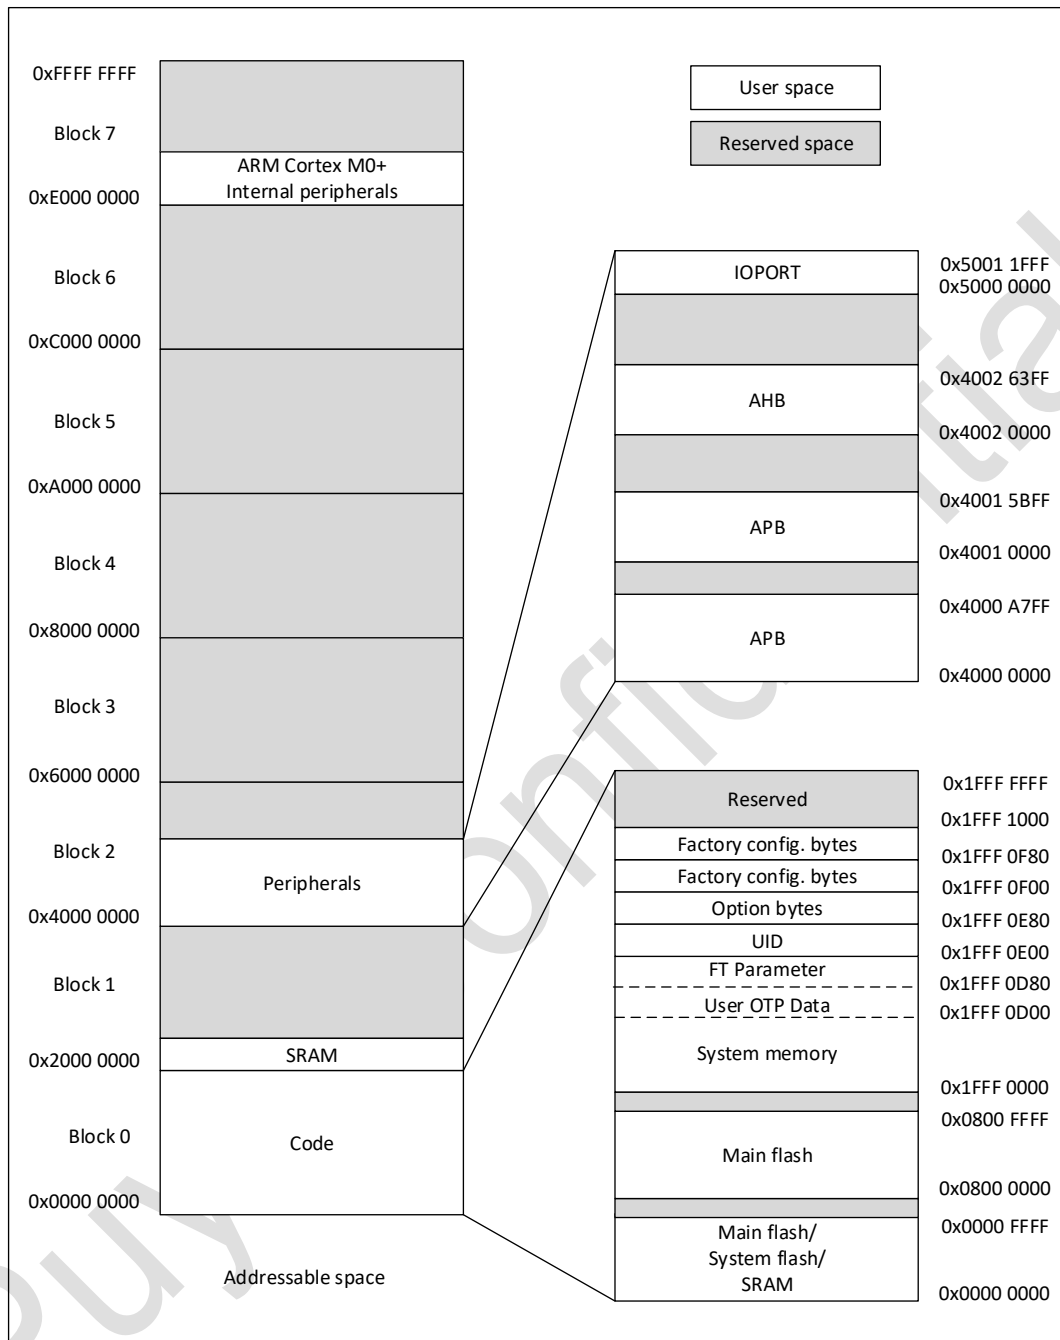 0xFFFF FFFF
Block 7
ARM Cortex M0+
Internal peripherals
0xE000 0000
Block 6
0xC000 0000
Block 5
0xA000 0000
Block 4
0x8000 0000
Block 3
0x6000 0000
Block 2
Peripherals
0x4000 0000
Block 1
0x2000 0000
SRAM
Block 0
Code
0x0000 0000
Addressable space
User space
Reserved space
IOPORT
0x5001 1FFF
0x5000 0000
0x4002 63FF
AHB
0x4002 0000
0x4001 5BFF
APB
0x4001 0000
0x4000 A7FF
APB
0x4000 0000
0x1FFF FFFF
Reserved
0x1FFF 1000
Factory config. bytes
0x1FFF 0F80
Factory config. bytes
0x1FFF 0F00
Option bytes
0x1FFF 0E80
UID
0x1FFF 0E00
FT Parameter
0x1FFF 0D80
User OTP Data
0x1FFF 0D00
System memory
0x1FFF 0000
0x0800 FFFF
Main flash
0x0800 0000
0x0000 FFFF
Main flash/
System flash/
SRAM
0x0000 0000